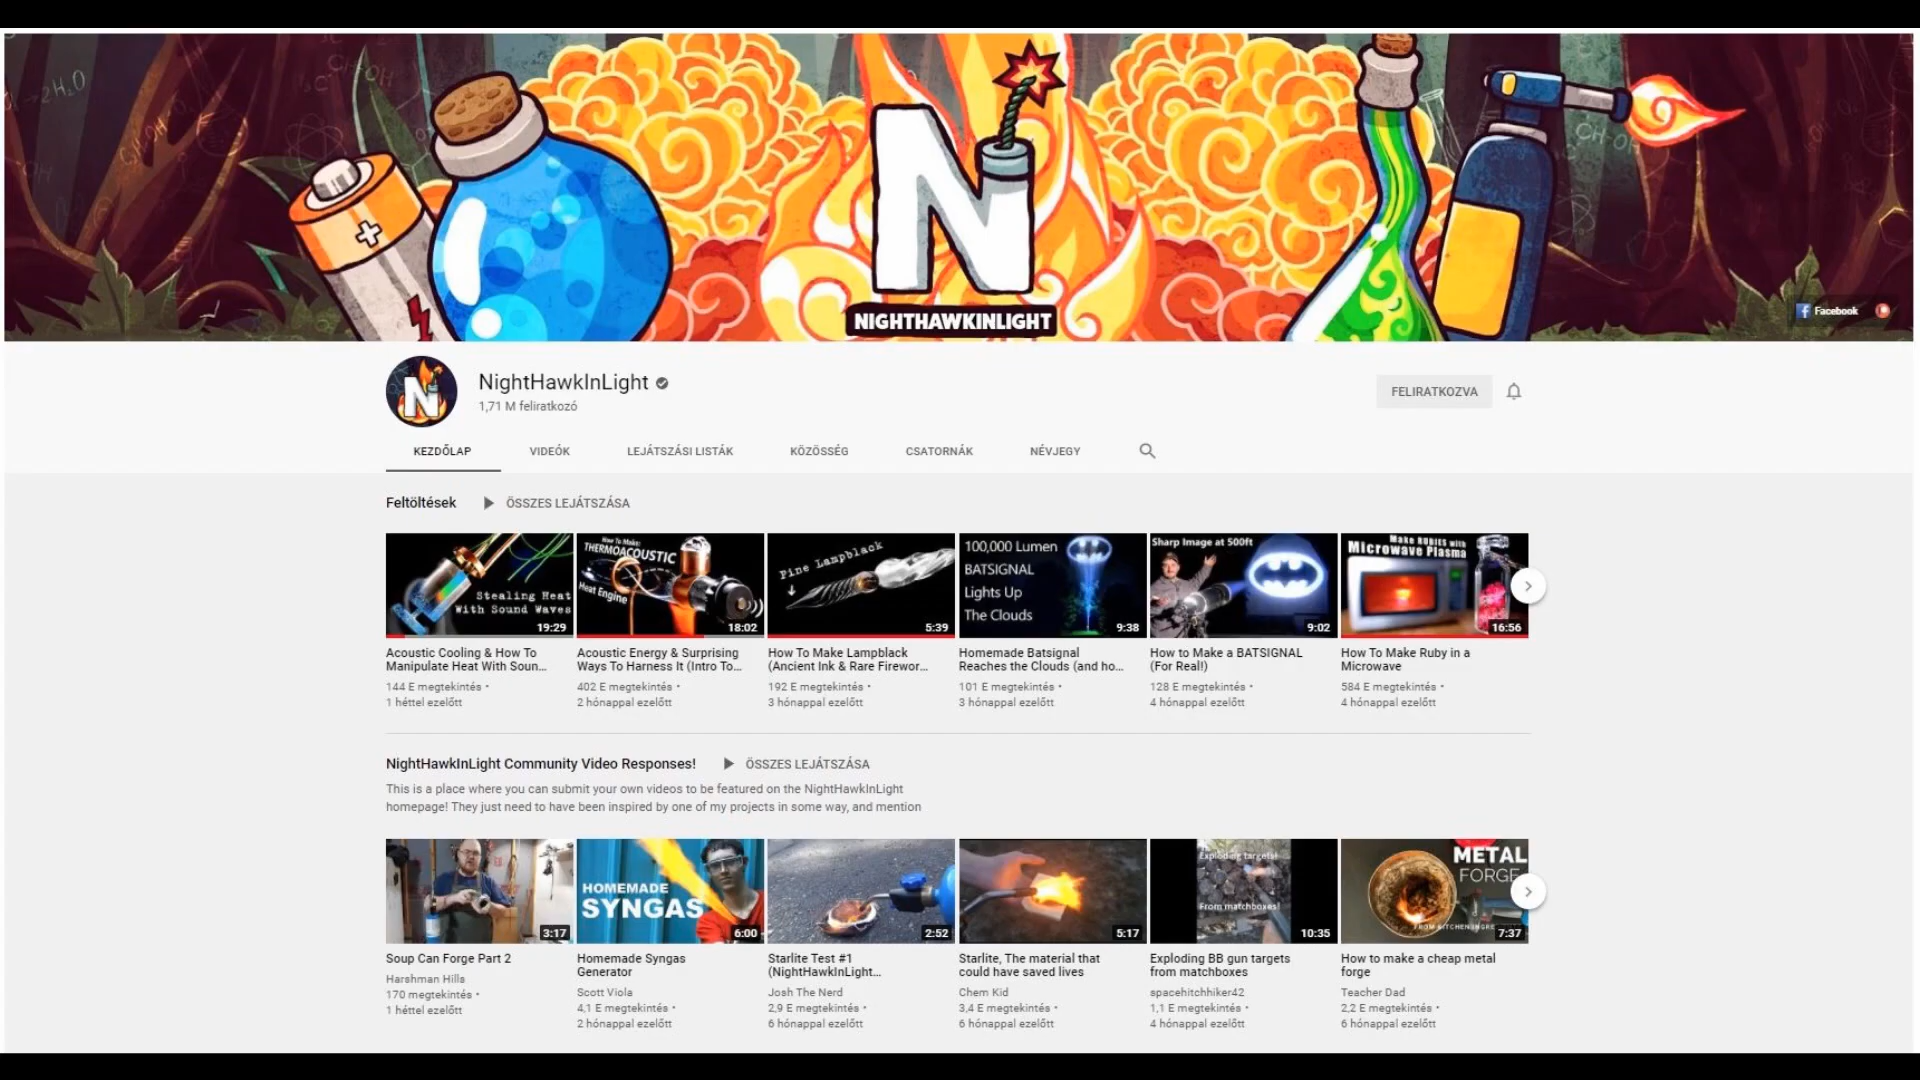 2H₂O
CH₃OH
N
NIGHTHAWKINLIGHT
Facebook
NightHawkInLight
1,71 M feliratkozó
FELIRATKOZVA
KEZDŐLAP
VIDEÓK
LEJÁTSZÁSI LISTÁK
KÖZÖSSÉG
CSATORNÁK
NÉVJEGY
Feltöltések
ÖSSZES LEJÁTSZÁSA
Stealing Heat
With Sound Waves
19:29
How To Make:
THERMOACOUSTIC
Heat Engine
18:02
Fine Lampblack
5:39
100,000 Lumen
BATSIGNAL
Lights Up
The Clouds
9:38
Sharp Image at 500ft
9:02
Make RUBIES with
Microwave Plasma
16:56
Acoustic Cooling & How To
Manipulate Heat With Soun...
144 E megtekintés •
1 héttel ezelőtt
Acoustic Energy & Surprising
Ways To Harness It (Intro To...
402 E megtekintés •
2 hónappal ezelőtt
How To Make Lampblack
(Ancient Ink & Rare Firewor...
192 E megtekintés •
3 hónappal ezelőtt
Homemade Batsignal
Reaches the Clouds (and ho...
101 E megtekintés •
3 hónappal ezelőtt
How to Make a BATSIGNAL
(For Real!)
128 E megtekintés •
4 hónappal ezelőtt
How To Make Ruby in a
Microwave
584 E megtekintés •
4 hónappal ezelőtt
NightHawkInLight Community Video Responses!
ÖSSZES LEJÁTSZÁSA
This is a place where you can submit your own videos to be featured on the NightHawkInLight
homepage! They just need to have been inspired by one of my projects in some way, and mention
3:17
HOMEMADE
SYNGAS
6:00
2:52
5:17
Exploding targets!
From matchboxes!
10:35
METAL
FORGE
FROM KITCHEN INGRE
7:37
Soup Can Forge Part 2
Harshman Hills
170 megtekintés •
1 héttel ezelőtt
Homemade Syngas
Generator
Scott Viola
4,1 E megtekintés •
2 hónappal ezelőtt
Starlite Test #1
(NightHawkInLight...
Josh The Nerd
2,9 E megtekintés •
6 hónappal ezelőtt
Starlite, The material that
could have saved lives
Chem Kid
3,4 E megtekintés •
6 hónappal ezelőtt
Exploding BB gun targets
from matchboxes
spacehitchhiker42
1,1 E megtekintés •
4 hónappal ezelőtt
How to make a cheap metal
forge
Teacher Dad
2,2 E megtekintés •
6 hónappal ezelőtt